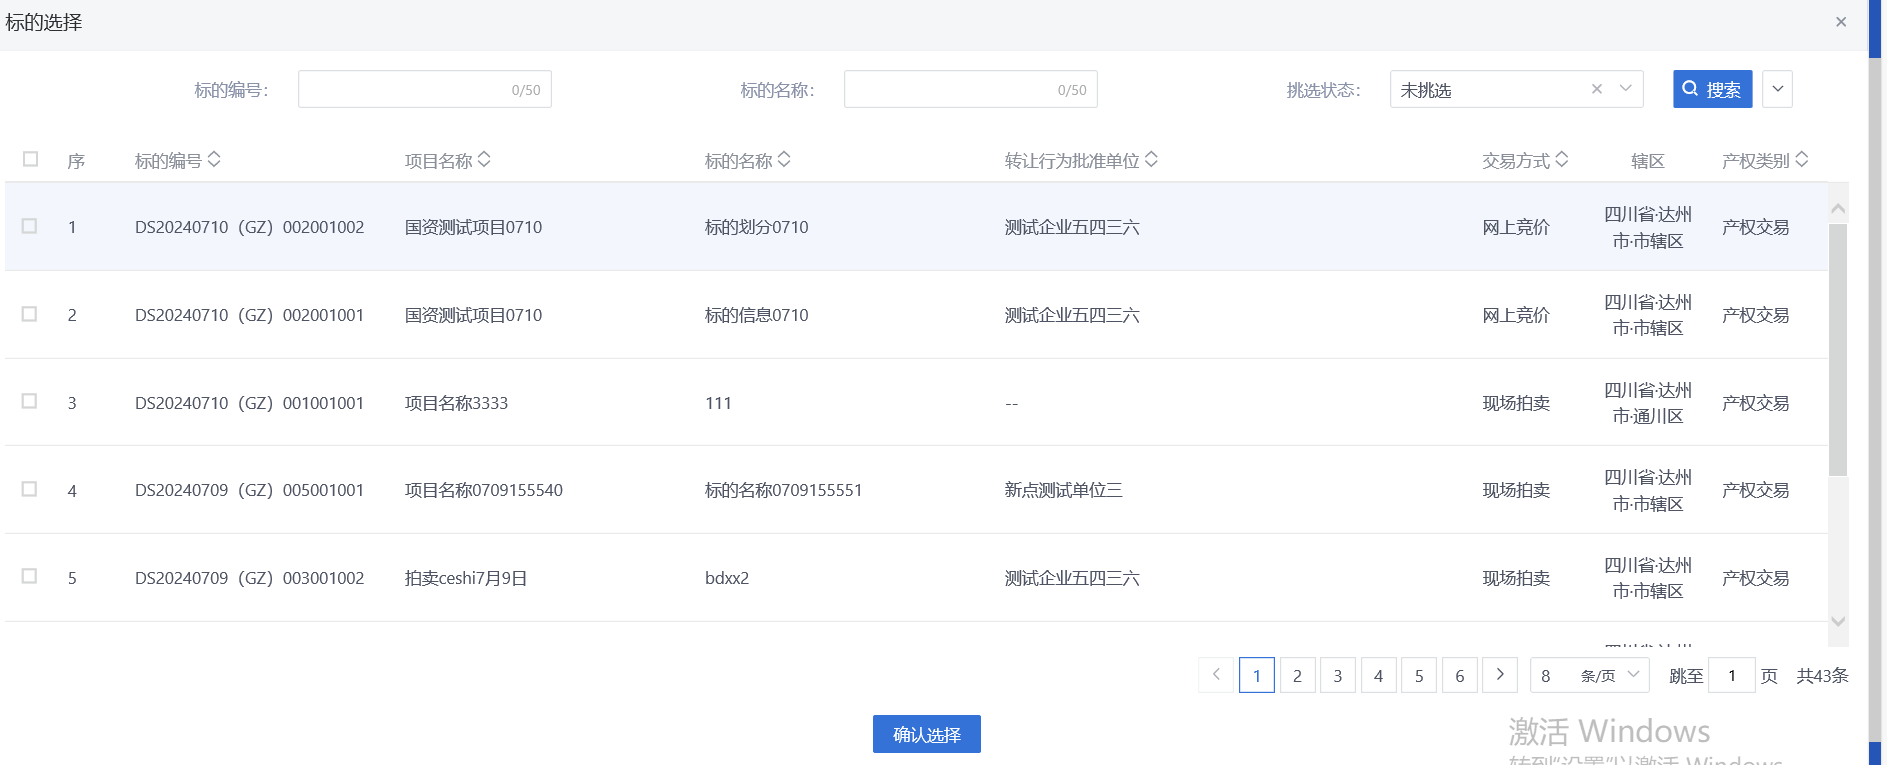 标的选择
标的编号： 0/50 标的名称： 0/50 挑选状态： 未挑选 搜索
序 标的编号 项目名称 标的名称 转让行为批准单位 交易方式 辖区 产权类别
1 DS20240710（GZ）002001002 国资测试项目0710 标的划分0710 测试企业五四三六 网上竞价 四川省·达州市·市辖区 产权交易
2 DS20240710（GZ）002001001 国资测试项目0710 标的信息0710 测试企业五四三六 网上竞价 四川省·达州市·市辖区 产权交易
3 DS20240710（GZ）001001001 项目名称3333 111 -- 现场拍卖 四川省·达州市·通川区 产权交易
4 DS20240709（GZ）005001001 项目名称0709155540 标的名称0709155551 新点测试单位三 现场拍卖 四川省·达州市·市辖区 产权交易
5 DS20240709（GZ）003001002 拍卖ceshi7月9日 bdxx2 测试企业五四三六 现场拍卖 四川省·达州市·市辖区 产权交易
1 2 3 4 5 6 8 条/页 跳至 1 页 共43条
确认选择
激活 Windows
转到"设置"以激活 Windows